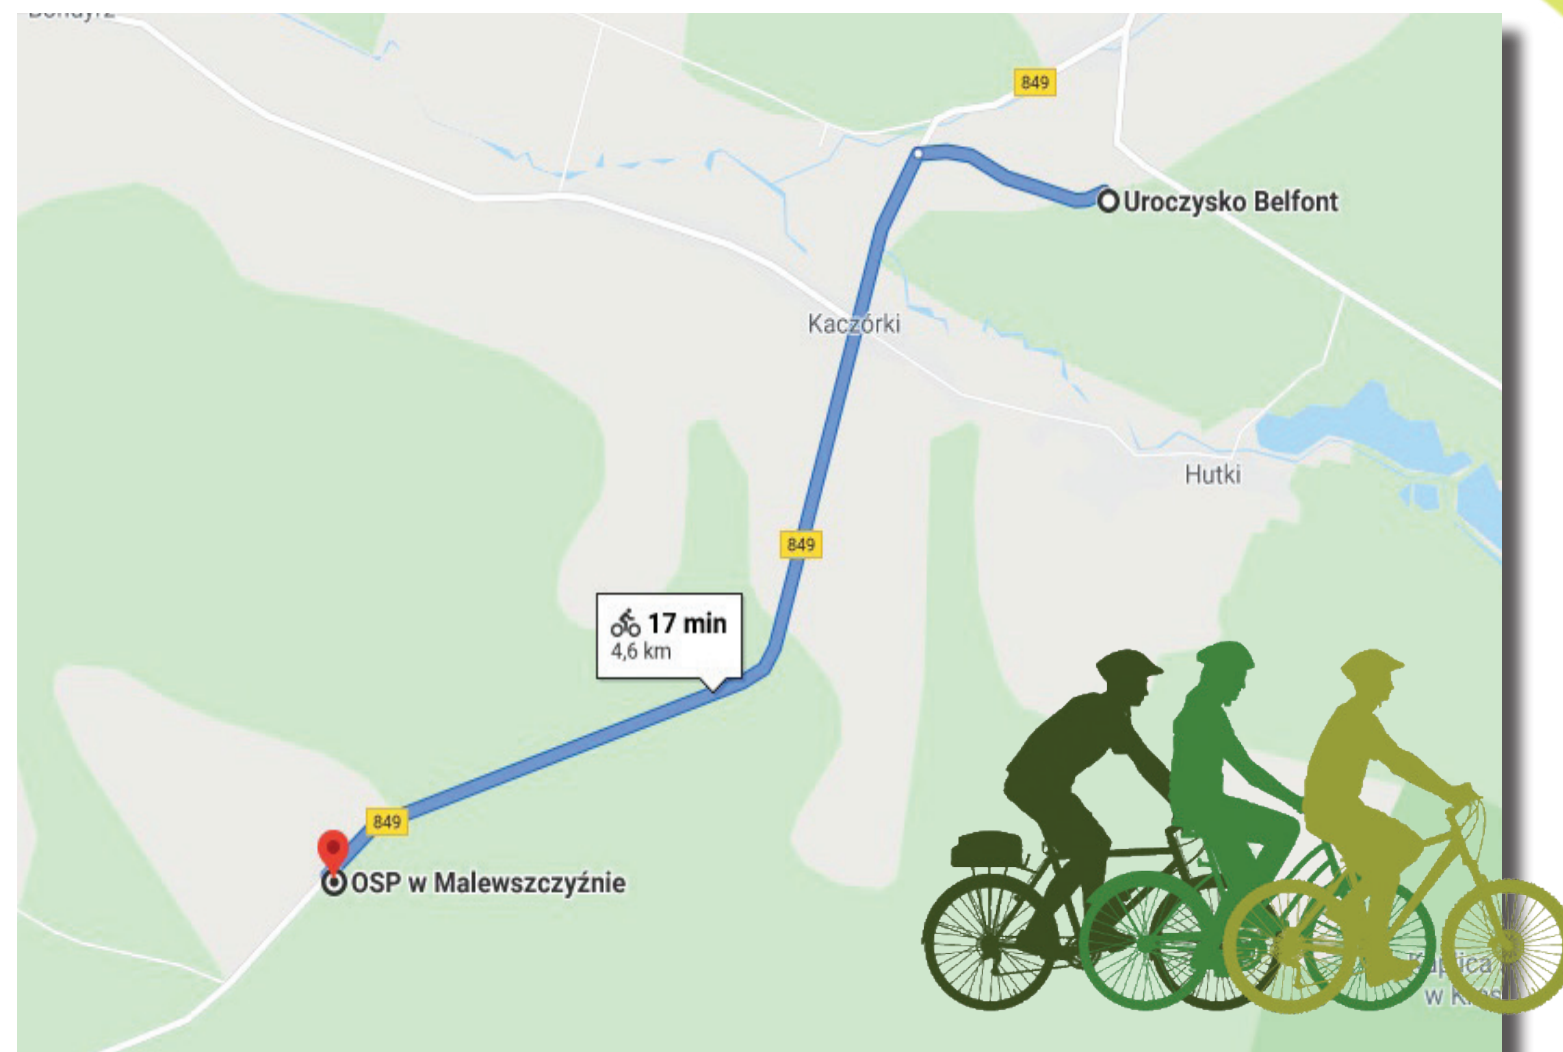 849
Uroczysko Belfont
Kaczórki
Hutki
849
17 min
4,6 km
849
OSP w Malewszczyźnie
w